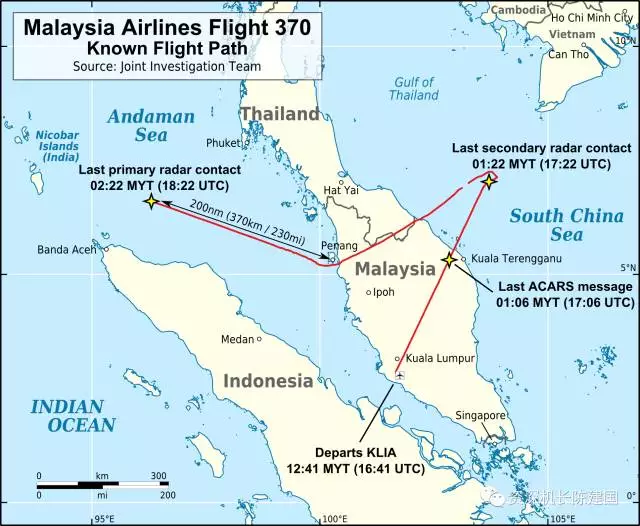 Malaysia Airlines Flight 370
Known Flight Path
Source: Joint Investigation Team
Cambodia
Ho Chi Minh City
Vietnam
10°N
Can Tho
Gulf of
Thailand
Thailand
Andaman
Sea
Nicobar
Islands
(India)
Phuket
Last secondary radar contact
01:22 MYT (17:22 UTC)
Last primary radar contact
02:22 MYT (18:22 UTC)
Hat Yai
200nm (370km / 230mi)
South China
Sea
Penang
Banda Aceh
Malaysia
Kuala Terengganu
5°N
Ipoh
Last ACARS message
01:06 MYT (17:06 UTC)
Medan
Kuala Lumpur
Indonesia
INDIAN
OCEAN
Singapore
Departs KLIA
12:41 MYT (16:41 UTC)
0 km 300
0 mi 200
资深机长陈建国
0°
95°E
100°E
105°E